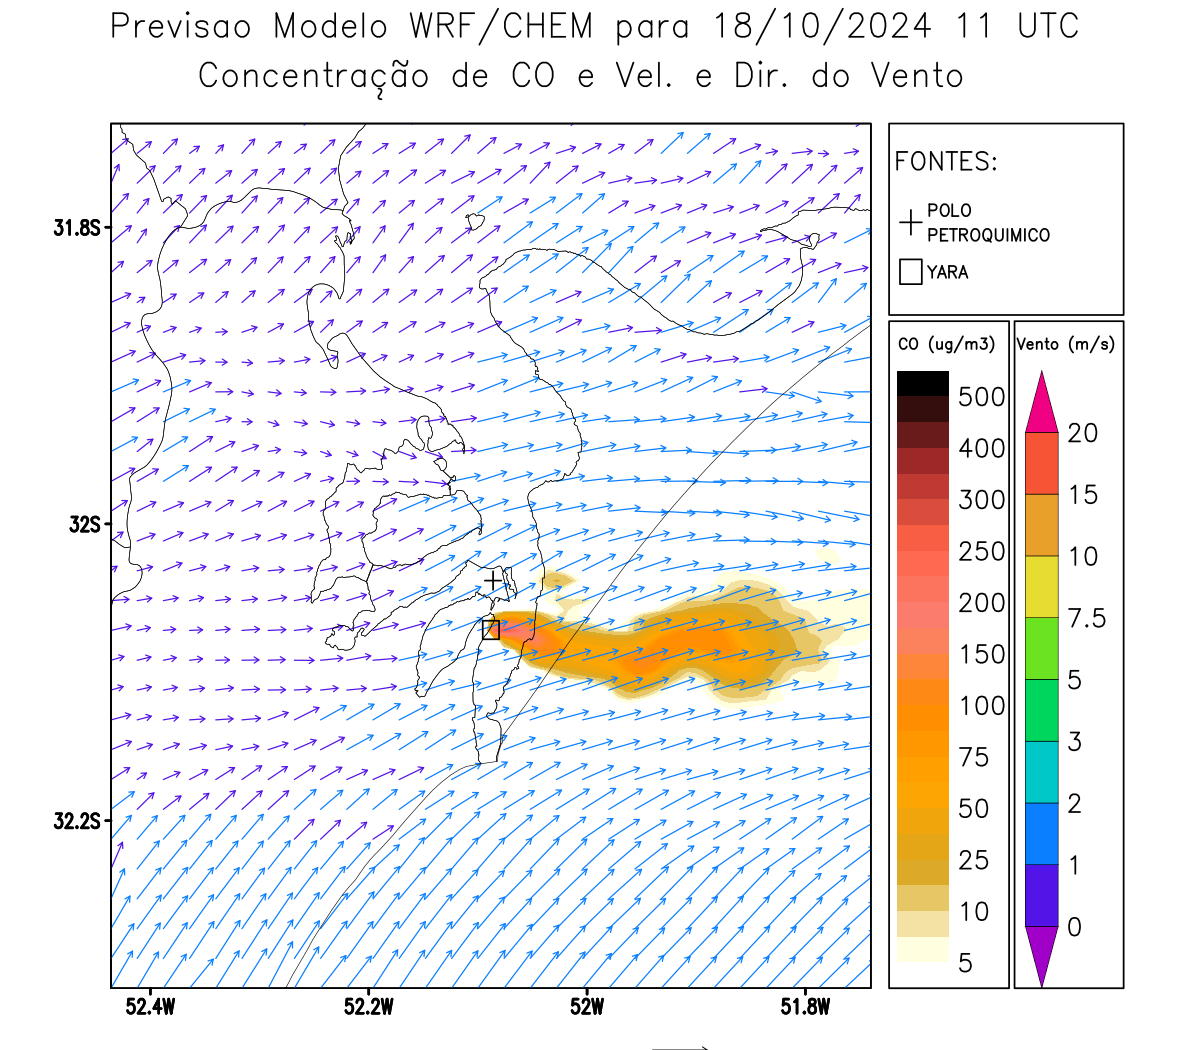 Previsao Modelo WRF/CHEM para 18/10/2024 11 UTC
Concentração de CO e Vel. e Dir. do Vento
31.8S
32S
32.2S
52.4W
52.2W
52W
51.8W
FONTES:
POLO
PETROQUIMICO
YARA
CO (ug/m3)
500
400
300
250
200
150
100
75
50
25
10
5
Vento (m/s)
20
15
10
7.5
5
3
2
1
0